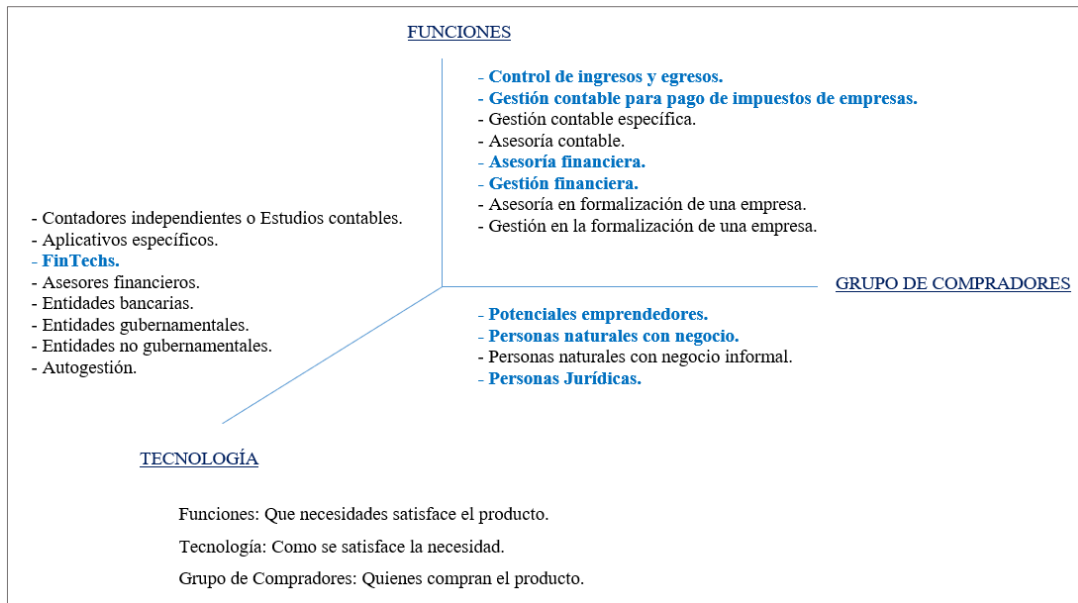 FUNCIONES
- Control de ingresos y egresos.
- Gestión contable para pago de impuestos de empresas.
- Gestión contable específica.
- Asesoría contable.
- Asesoría financiera.
- Gestión financiera.
- Asesoría en formalización de una empresa.
- Gestión en la formalización de una empresa.
- Contadores independientes o Estudios contables.
- Aplicativos específicos.
- FinTechs.
- Asesores financieros.
- Entidades bancarias.
- Entidades gubernamentales.
- Entidades no gubernamentales.
- Autogestión.
GRUPO DE COMPRADORES
- Potenciales emprendedores.
- Personas naturales con negocio.
- Personas naturales con negocio informal.
- Personas Jurídicas.
TECNOLOGÍA
Funciones: Que necesidades satisface el producto.
Tecnología: Como se satisface la necesidad.
Grupo de Compradores: Quienes compran el producto.